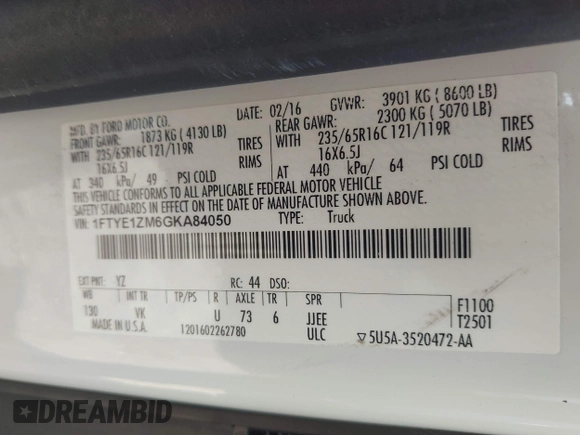 MFD. BY FORD MOTOR CO.
DATE: 02/16 GVWR: 3901 KG ( 8600 LB)
FRONT GAWR: 1873 KG ( 4130 LB)
REAR GAWR: 2300 KG ( 5070 LB)
WITH 235/65R16C 121/119R TIRES
WITH 235/65R16C 121/119R TIRES
16X6.5J RIMS
16X6.5J RIMS
AT 340 kPa/ 49 PSI COLD
AT 440 kPa/ 64 PSI COLD
THIS VEHICLE CONFORMS TO ALL APPLICABLE FEDERAL MOTOR VEHICLE
SAFETY STANDARDS IN EFFECT ON THE DATE OF MANUFACTURE SHOWN ABOVE.
VIN: 1FTYE1ZM6GKA84050 TYPE: Truck
EXT PNT: YZ RC: 44 DSO:
WB INT TR TP/PS R AXLE TR SPR
130 VK U 73 6 JJEE
F1100
T2501
MADE IN U.S.A. 1201602262780 ULC 5U5A-3520472-AA
DREAMBID